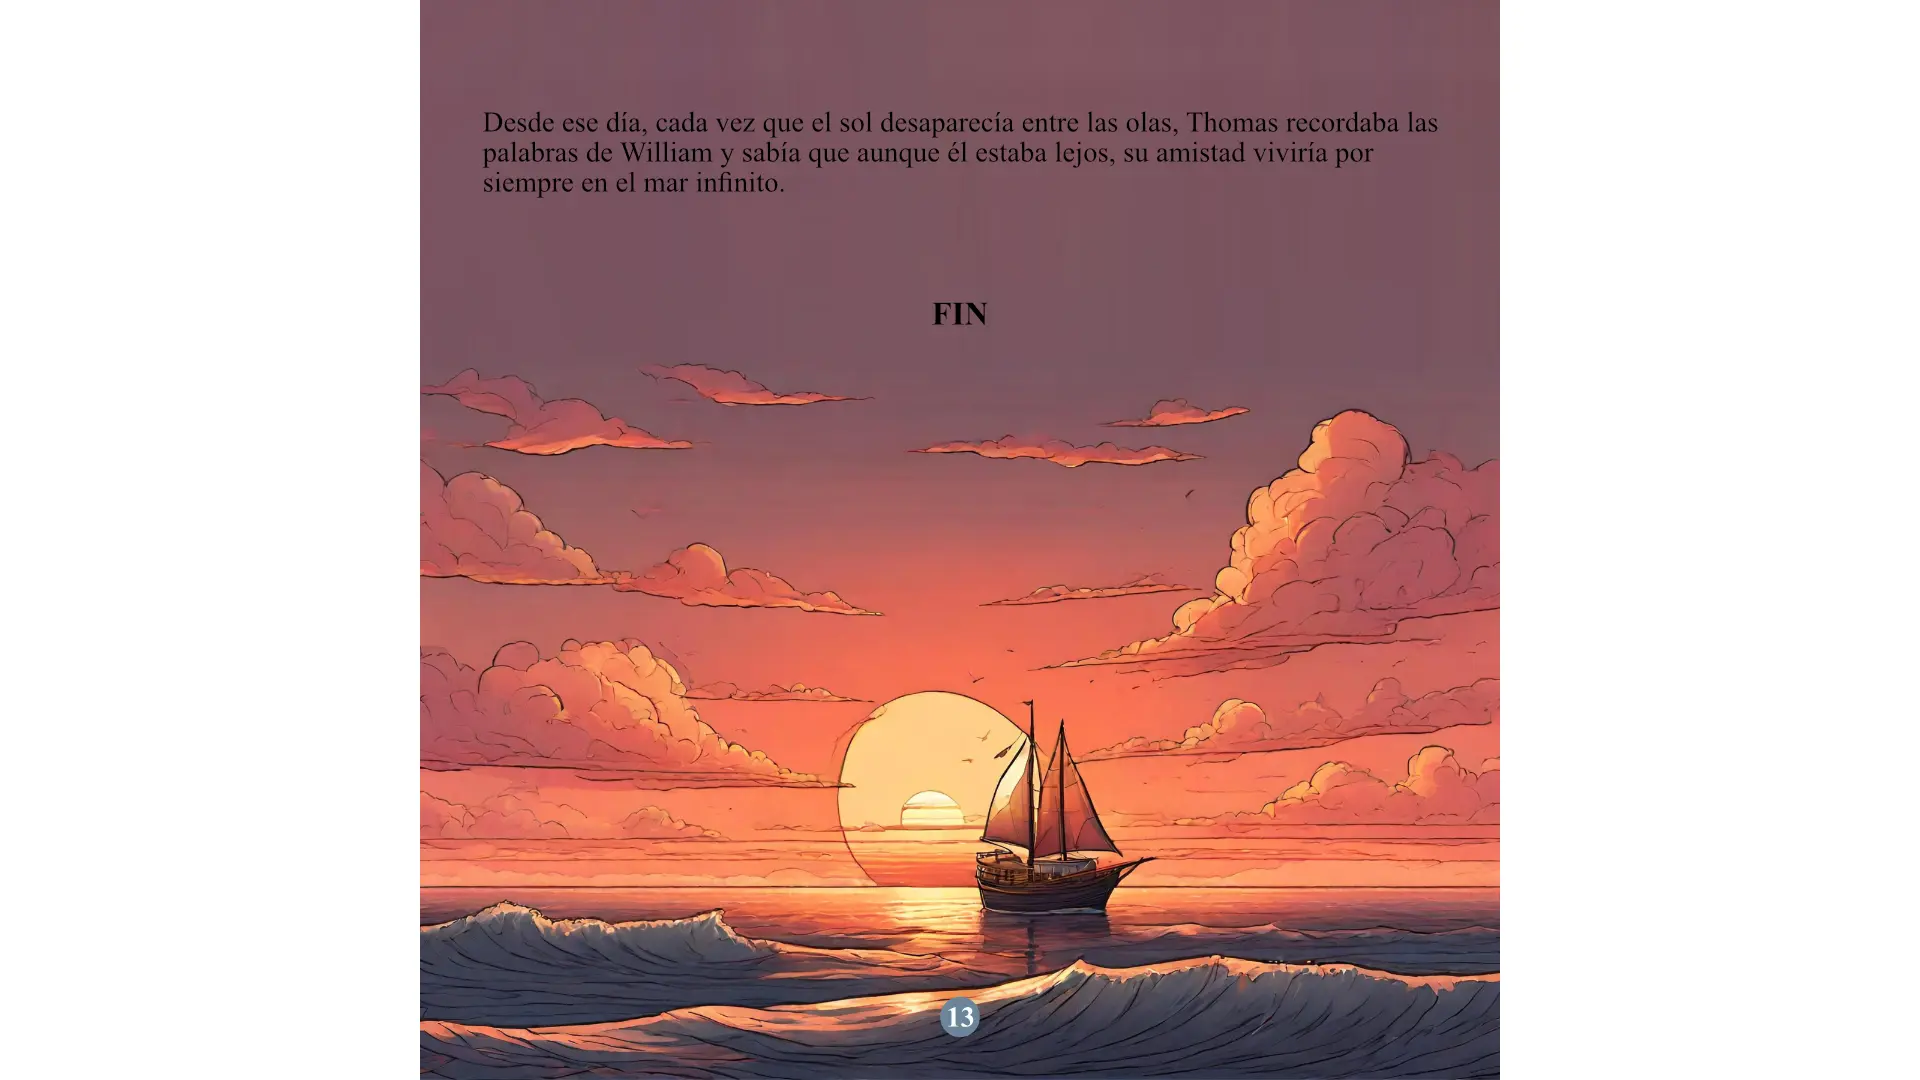 Desde ese día, cada vez que el sol desaparecía entre las olas, Thomas recordaba las
palabras de William y sabía que aunque él estaba lejos, su amistad viviría por
siempre en el mar infinito.
FIN
13